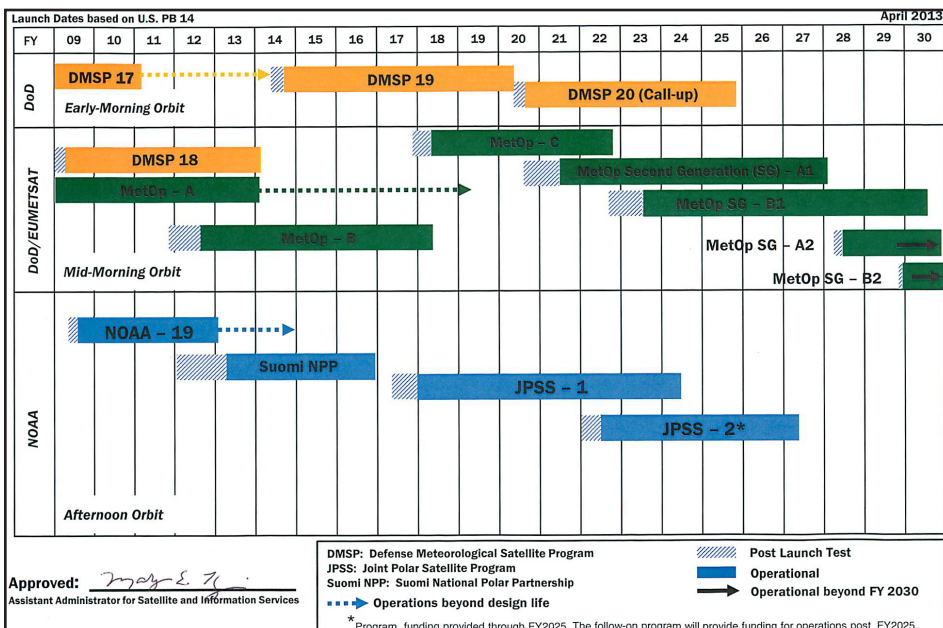 Launch Dates based on U.S. PB 14 April 2013
FY 09 10 11 12 13 14 15 16 17 18 19 20 21 22 23 24 25 26 27 28 29 30
DoD
DMSP 17
DMSP 19
DMSP 20 (Call-up)
Early-Morning Orbit
DoD/EUMETSAT
MetOp – C
DMSP 18
MetOp Second Generation (SG) – A1
MetOp – A
MetOp SG – B1
MetOp – B
MetOp SG – A2
Mid-Morning Orbit
MetOp SG – B2
NOAA
NOAA – 19
Suomi NPP
JPSS – 1
JPSS – 2*
Afternoon Orbit
DMSP: Defense Meteorological Satellite Program
JPSS: Joint Polar Satellite Program
Suomi NPP: Suomi National Polar Partnership
Operations beyond design life
Post Launch Test
Operational
Operational beyond FY 2030
Approved:
Assistant Administrator for Satellite and Information Services
*Program funding provided through FY2025. The follow-on program will provide funding for operations post FY2025.